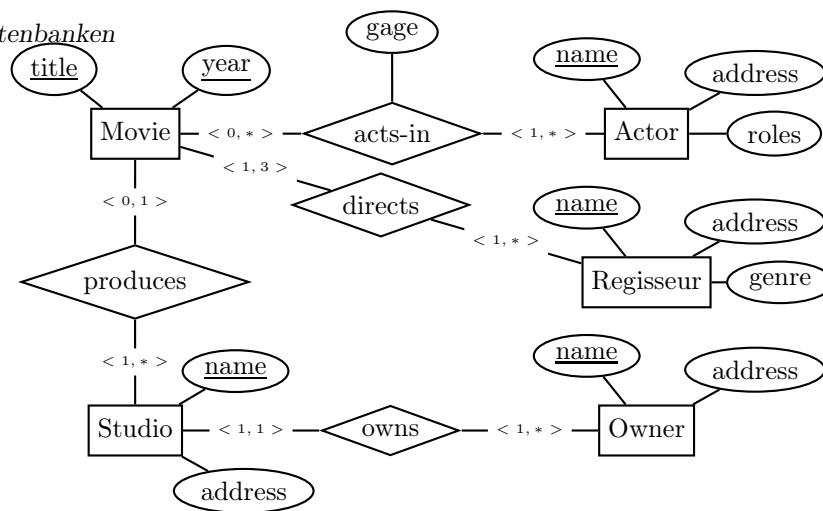 tenbanken
gage
title
year
name
address
Movie
< 0, * >
acts-in
< 1, * >
Actor
roles
< 1, 3 >
< 0, 1 >
directs
name
address
< 1, * >
produces
Regisseur
genre
< 1, * >
name
name
address
Studio
< 1, 1 >
owns
< 1, * >
Owner
address